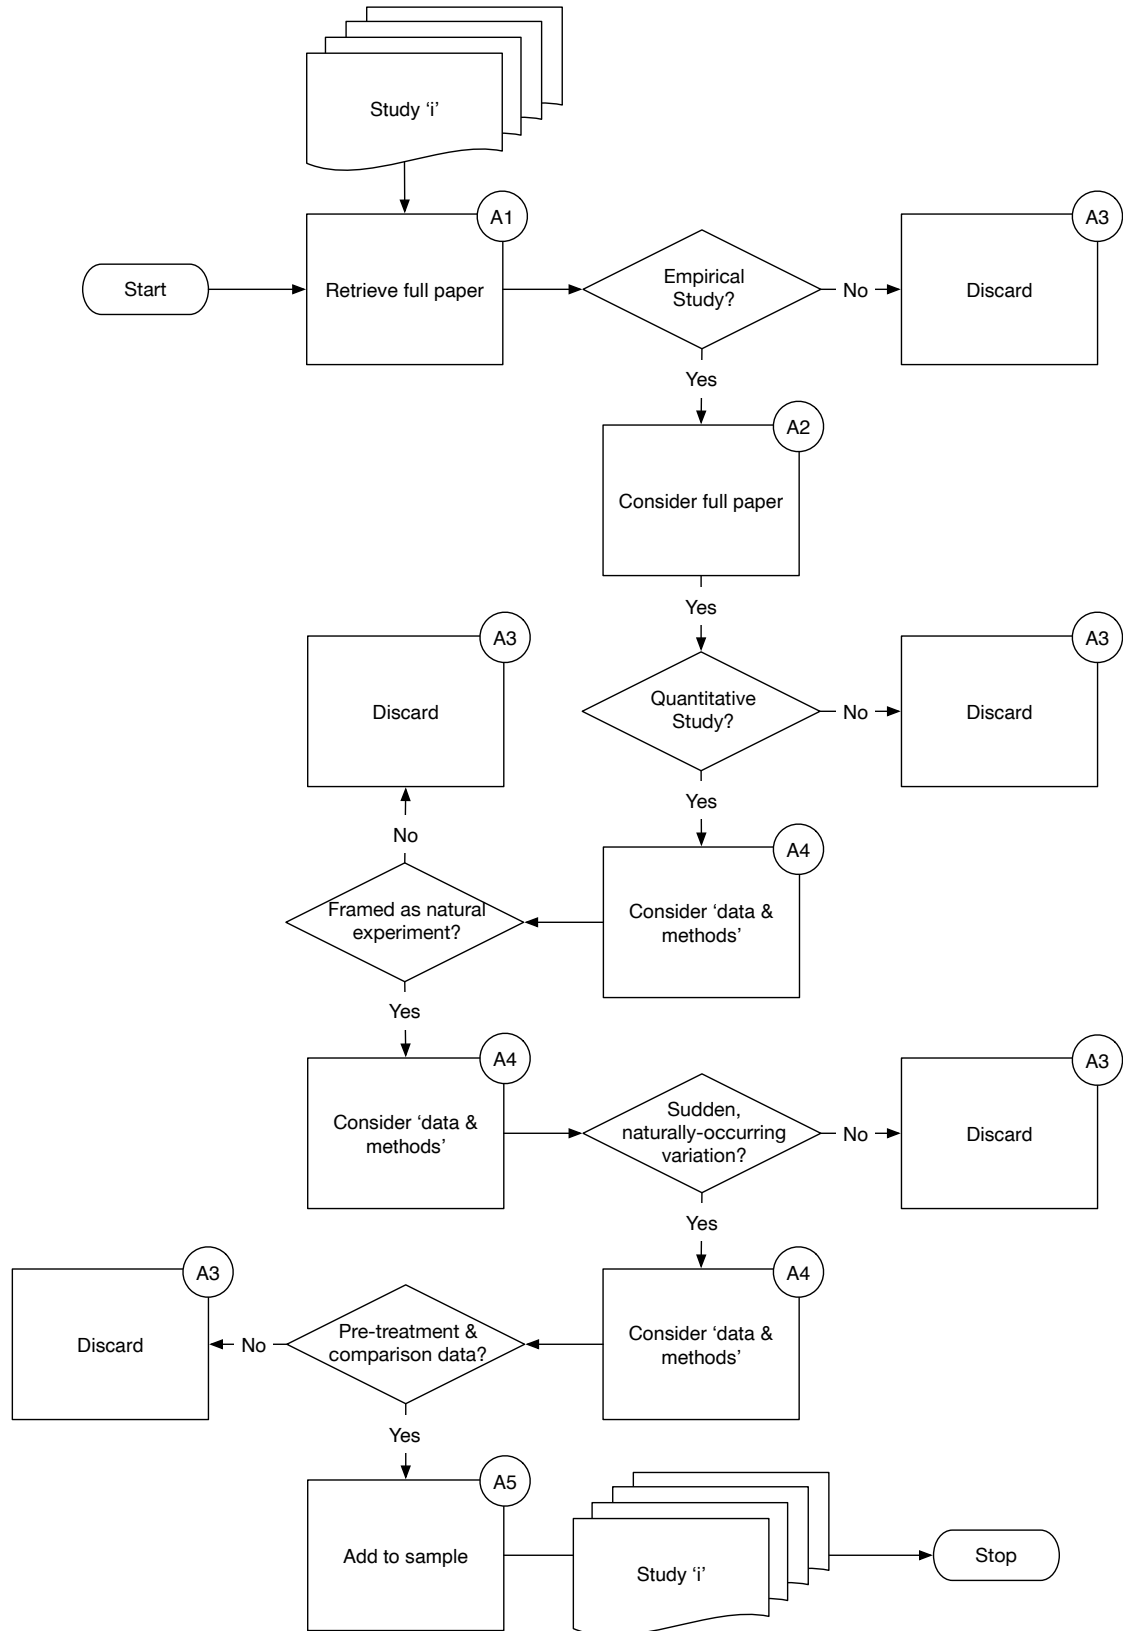 Study ‘i’
A1
A3
Start
Retrieve full paper
Empirical
Study?
No
Discard
Yes
A2
Consider full paper
Yes
A3
A3
Discard
Quantitative
Study?
No
Discard
Yes
No
A4
Framed as natural
experiment?
Consider ‘data &
methods’
Yes
A4
A3
Consider ‘data &
methods’
Sudden,
naturally-occurring
variation?
No
Discard
Yes
A3
A4
Discard
No
Pre-treatment &
comparison data?
Consider ‘data &
methods’
Yes
A5
Add to sample
Study ‘i’
Stop